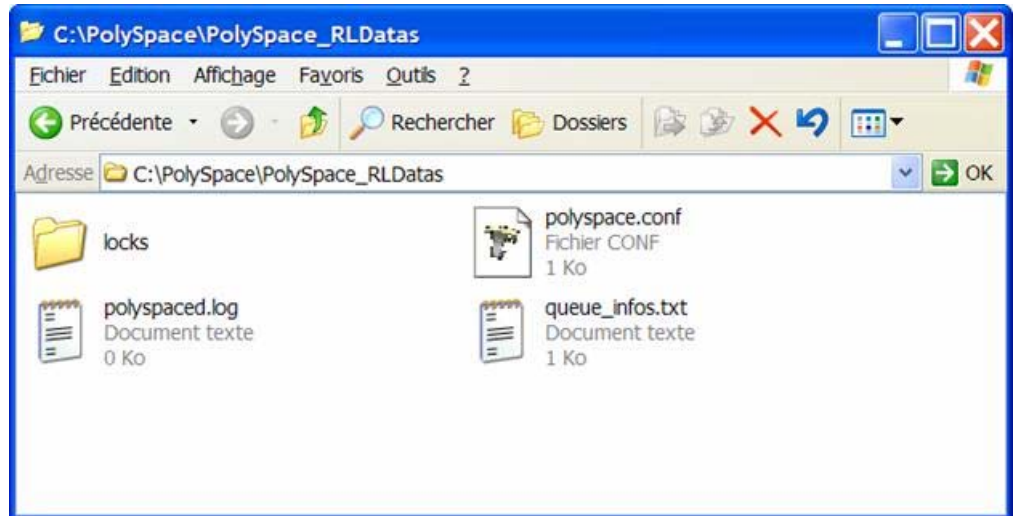 C:\PolySpace\PolySpace_RLDatas
Fichier Edition Affichage Favoris Outils ?
Précédente Rechercher Dossiers
Adresse C:\PolySpace\PolySpace_RLDatas OK
locks
polyspace.conf
Fichier CONF
1 Ko
polyspaced.log
Document texte
0 Ko
queue_infos.txt
Document texte
1 Ko